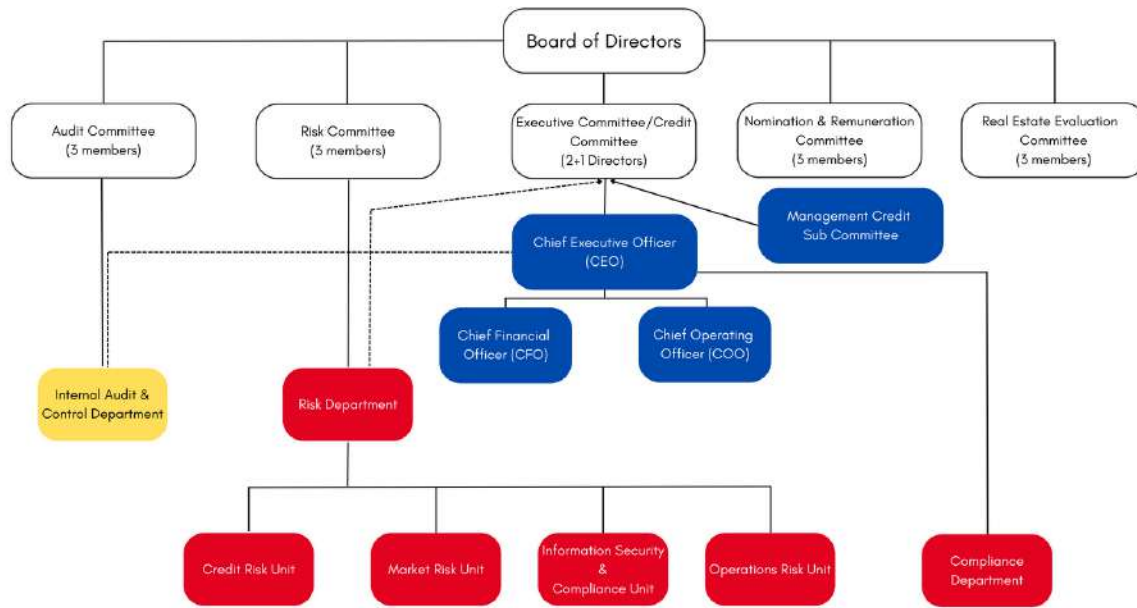 Board of Directors
Audit Committee
(3 members)
Risk Committee
(3 members)
Executive Committee/Credit
Committee
(2+1 Directors)
Nomination & Remuneration
Committee
(3 members)
Real Estate Evaluation
Committee
(3 members)
Management Credit
Sub Committee
Chief Executive Officer
(CEO)
Chief Financial
Officer (CFO)
Chief Operating
Officer (COO)
Internal Audit &
Control Department
Risk Department
Credit Risk Unit
Market Risk Unit
Information Security
&
Compliance Unit
Operations Risk Unit
Compliance
Department